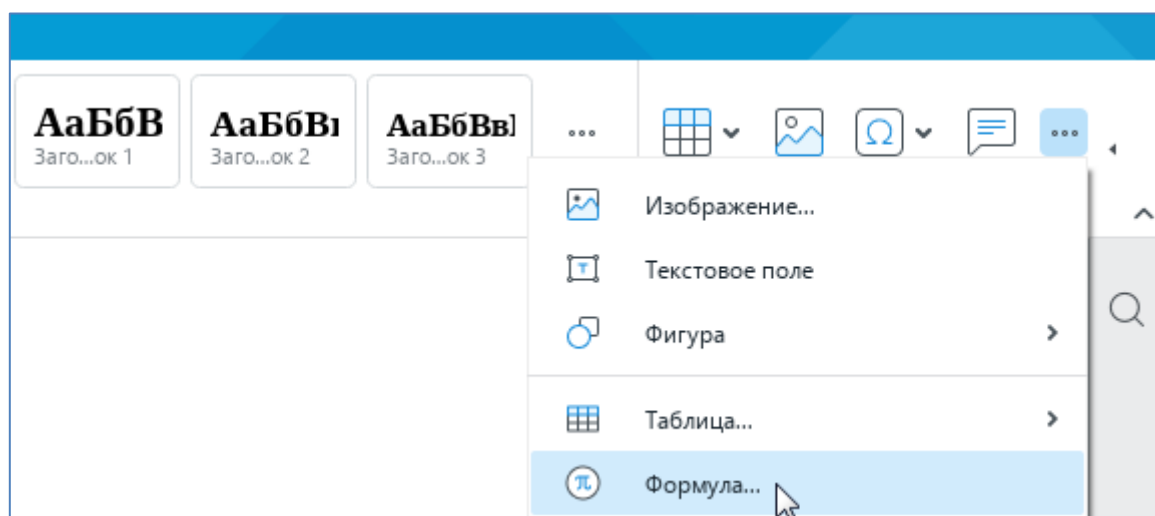 АаБбВ АаБбВı АаБбВв
Заго...ок 1 Заго...ок 2 Заго...ок 3
Ω
Изображение...
T
Текстовое поле
Фигура
Таблица...
π
Формула...